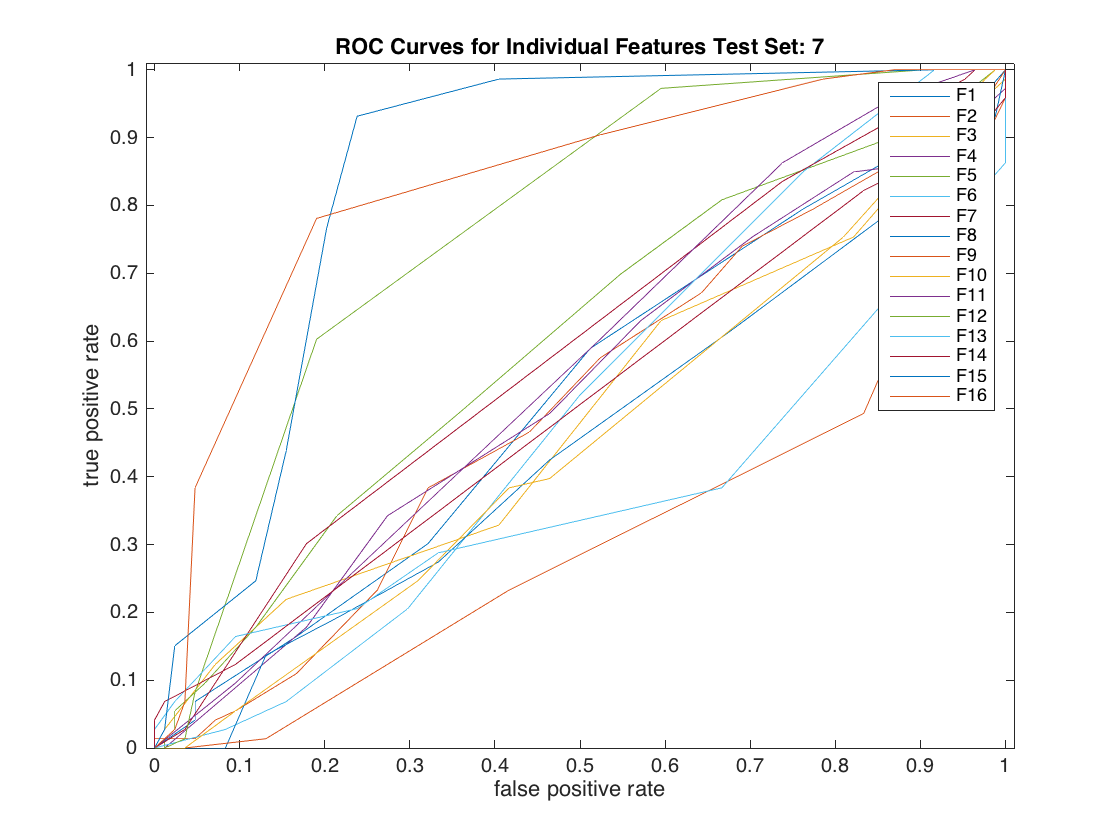 ROC Curves for Individual Features Test Set: 7
1
0.9
0.8
0.7
0.6
0.5
0.4
0.3
0.2
0.1
0
true positive rate
F1
F2
F3
F4
F5
F6
F7
F8
F9
F10
F11
F12
F13
F14
F15
F16
0 0.1 0.2 0.3 0.4 0.5 0.6 0.7 0.8 0.9 1
false positive rate